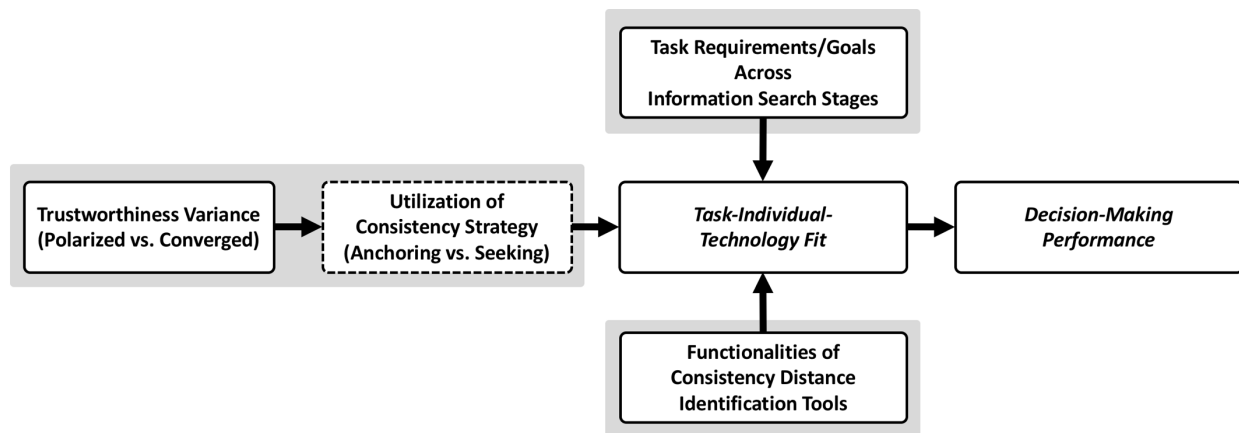 Task Requirements/Goals
Across
Information Search Stages
Trustworthiness Variance
(Polarized vs. Converged)
Utilization of
Consistency Strategy
(Anchoring vs. Seeking)
Task-Individual-
Technology Fit
Decision-Making
Performance
Functionalities of
Consistency Distance
Identification Tools